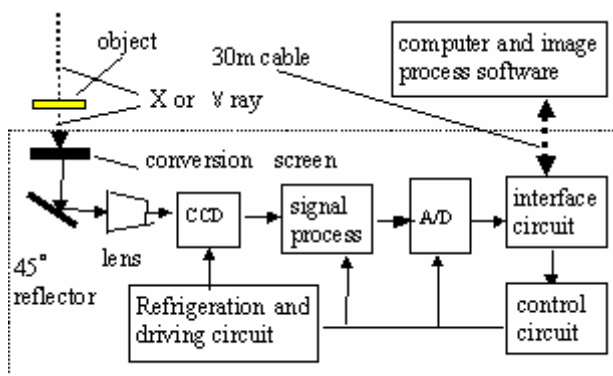 object
30m cable
computer and image
process software
X or γ ray
conversion screen
CCD
signal
process
A/D
interface
circuit
lens
45°
reflector
Refrigeration and
driving circuit
control
circuit